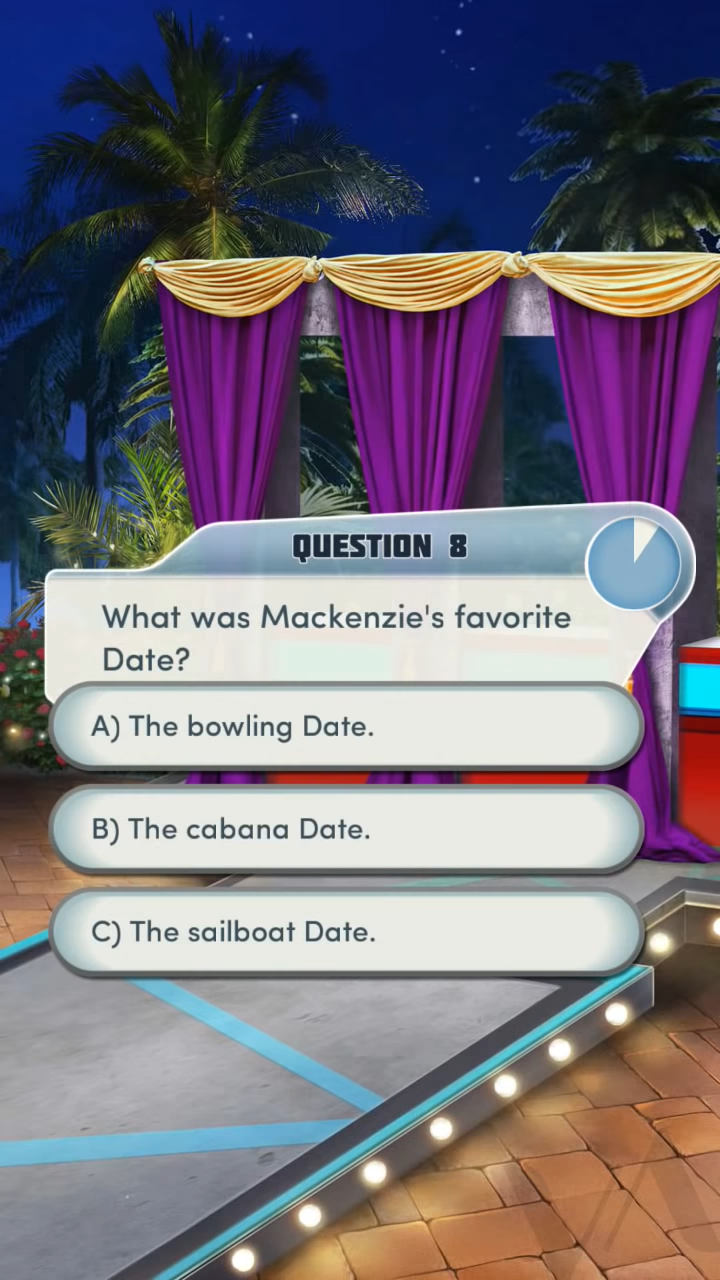 QUESTION 8
What was Mackenzie's favorite
Date?
A) The bowling Date.
B) The cabana Date.
C) The sailboat Date.